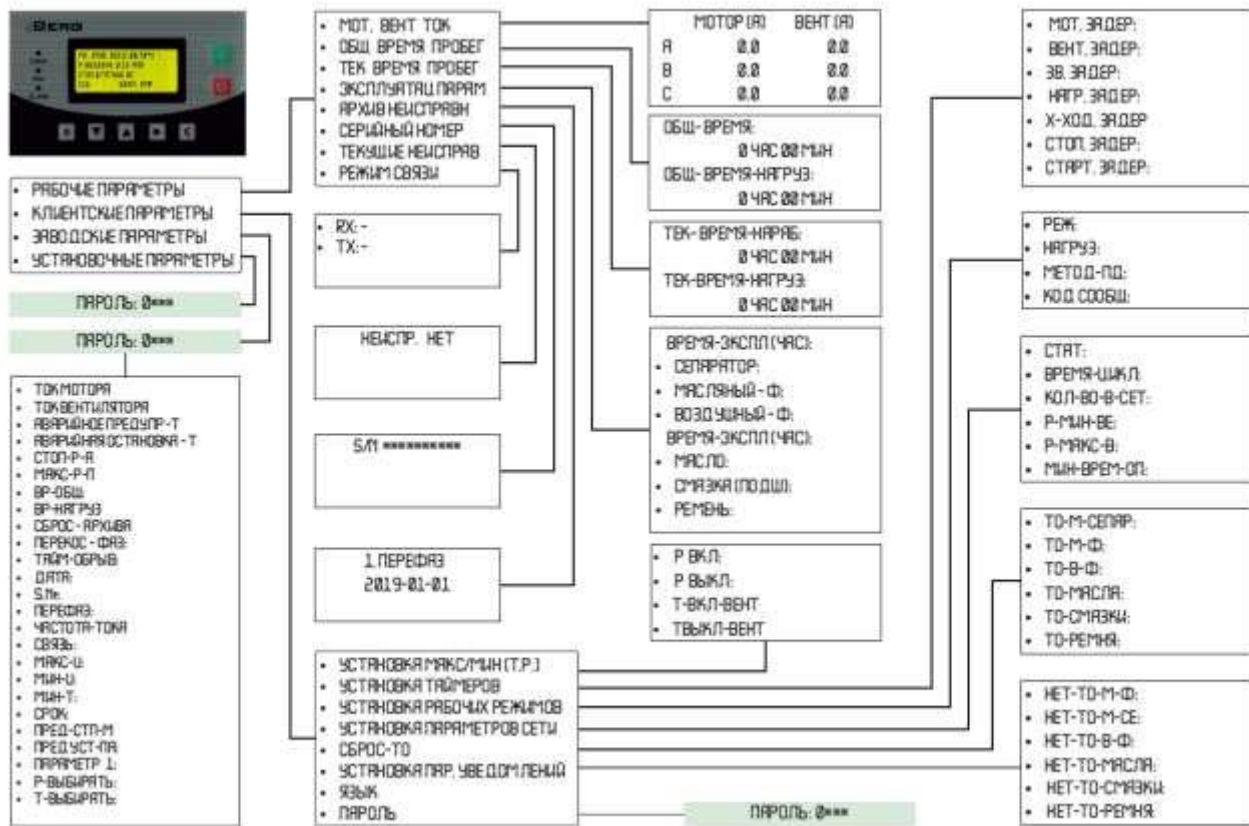 BERG
• РАБОЧИЕ ПАРАМЕТРЫ
• КЛИЕНТСКИЕ ПАРАМЕТРЫ
• ЗАВОДСКИЕ ПАРАМЕТРЫ
• УСТАНОВОЧНЫЕ ПАРАМЕТРЫ
ПАРОЛЬ: 0***
ПАРОЛЬ: 0***
• ТОК МОТОРА
• ТОК ВЕНТИЛЯТОРА
• АВАРИЙНОЕ ПРЕДУПР-Т
• АВАРИЙНАЯ ОСТАНОВКА - Т
• СТОП-Р-А
• МАКС-Р-П
• ВР-ОБЩ:
• ВР-НАГРУЗ
• СБРОС - АРХИВА
• ПЕРЕКОС - ФАЗ:
• ТАЙМ-ОБРЫВ:
• ДАТА:
• S.№:
• ПЕРЕФАЗ:
• ЧАСТОТА-ТОКА
• СВЯЗЬ:
• МАКС-U:
• МИН-U:
• МИН-Т:
• СРОК:
• ПРЕД-СТП-М
• ПРЕДУСТ-ПА
• ПАРАМЕТР 1:
• Р-ВЫБИРАТЬ:
• Т-ВЫБИРАТЬ:
• МОТ. ВЕНТ ТОК
• ОБЩ. ВРЕМЯ ПРОБЕГ
• ТЕК ВРЕМЯ ПРОБЕГ
• ЭКСПЛУАТАЦ ПАРАМ
• АРХИВ НЕИСПРАВН
• СЕРИЙНЫЙ НОМЕР
• ТЕКУЩИЕ НЕИСПРАВ
• РЕЖИМ СВЯЗИ
• RX: -
• TX: -
НЕИСПР. НЕТ
S/N **********
1. ПЕРЕФАЗ
2019-01-01
• УСТАНОВКА МАКС/МИН (Т.Р.)
• УСТАНОВКА ТАЙМЕРОВ
• УСТАНОВКА РАБОЧИХ РЕЖИМОВ
• УСТАНОВКА ПАРАМЕТРОВ СЕТИ
• СБРОС-ТО
• УСТАНОВКА ПАР. УВЕДОМЛЕНИЙ
• ЯЗЫК
• ПАРОЛЬ
МОТОР (А) ВЕНТ (А)
А 0.0 0.0
В 0.0 0.0
С 0.0 0.0
ОБЩ- ВРЕМЯ:
0 ЧАС 00 МИН
ОБЩ- ВРЕМЯ-НАГРУЗ:
0 ЧАС 00 МИН
ТЕК- ВРЕМЯ-НАРАБ:
0 ЧАС 00 МИН
ТЕК-ВРЕМЯ-НАГРУЗ:
0 ЧАС 00 МИН
ВРЕМЯ-ЭКСПЛ (ЧАС):
• СЕПАРАТОР:
• МАСЛЯНЫЙ - Ф:
• ВОЗДУШНЫЙ - Ф:
ВРЕМЯ-ЭКСПЛ (ЧАС):
• МАСЛО:
• СМАЗКА (ПОДШ):
• РЕМЕНЬ:
• Р ВКЛ:
• Р ВЫКЛ:
• Т-ВКЛ-ВЕНТ
• ТВЫКЛ-ВЕНТ
ПАРОЛЬ: 0***
• МОТ. ЗАДЕР:
• ВЕНТ. ЗАДЕР:
• ЗВ. ЗАДЕР:
• НАГР. ЗАДЕР:
• Х-ХОД. ЗАДЕР
• СТОП. ЗАДЕР:
• СТАРТ. ЗАДЕР:
• РЕЖ:
• НАГРУЗ:
• МЕТОД-ПД:
• КОД СООБЩ:
• СТАТ:
• ВРЕМЯ-ЦИКЛ:
• КОЛ-ВО-В-СЕТ:
• Р-МИН-ВЕ:
• Р-МАКС-В:
• МИН-ВРЕМ-ОП:
• ТО-М-СЕПАР:
• ТО-М-Ф:
• ТО-В-Ф:
• ТО-МАСЛА:
• ТО-СМАЗКИ:
• ТО-РЕМНЯ:
• НЕТ-ТО-М-Ф:
• НЕТ-ТО-М-СЕ:
• НЕТ-ТО-В-Ф:
• НЕТ-ТО-МАСЛА:
• НЕТ-ТО-СМАЗКИ:
• НЕТ-ТО-РЕМНЯ: